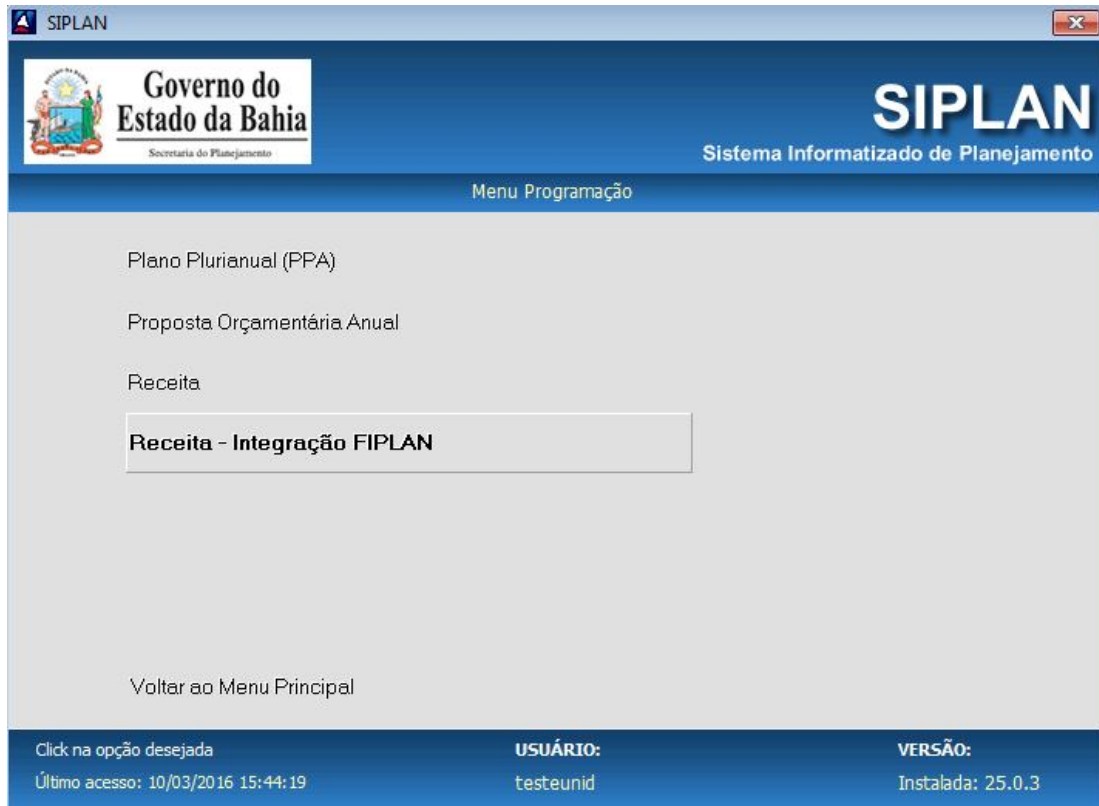 SIPLAN
Governo do
Estado da Bahia
Secretaria do Planejamento
SIPLAN
Sistema Informatizado de Planejamento
Menu Programação
Plano Plurianual (PPA)
Proposta Orçamentária Anual
Receita
Receita - Integração FIPLAN
Voltar ao Menu Principal
Click na opção desejada
USUÁRIO:
VERSÃO:
Último acesso: 10/03/2016 15:44:19
testeunid
Instalada: 25.0.3